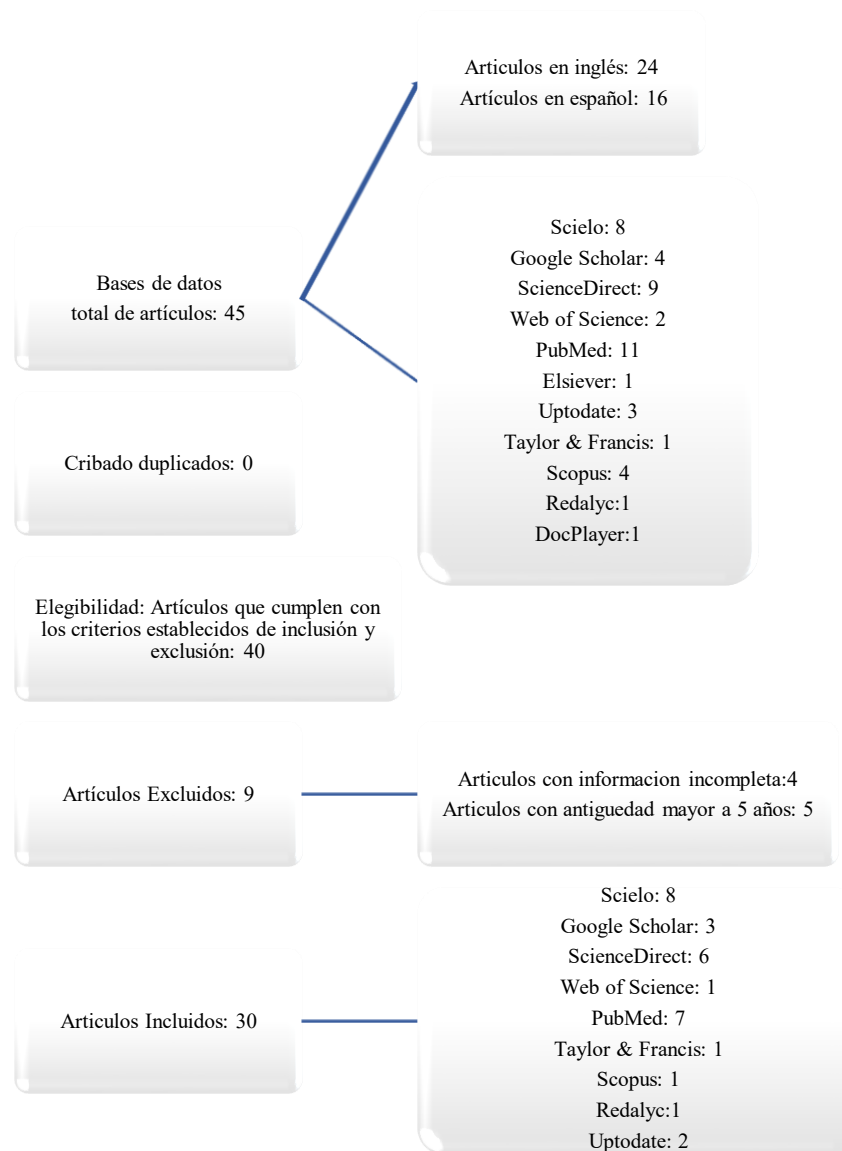 Articulos en inglés: 24
Artículos en español: 16
Bases de datos
total de artículos: 45
Scielo: 8
Google Scholar: 4
ScienceDirect: 9
Web of Science: 2
PubMed: 11
Elsiever: 1
Uptodate: 3
Taylor & Francis: 1
Scopus: 4
Redalyc:1
DocPlayer:1
Cribado duplicados: 0
Elegibilidad: Artículos que cumplen con
los criterios establecidos de inclusión y
exclusión: 40
Artículos Excluidos: 9
Articulos con informacion incompleta:4
Articulos con antiguedad mayor a 5 años: 5
Articulos Incluidos: 30
Scielo: 8
Google Scholar: 3
ScienceDirect: 6
Web of Science: 1
PubMed: 7
Taylor & Francis: 1
Scopus: 1
Redalyc:1
Uptodate: 2